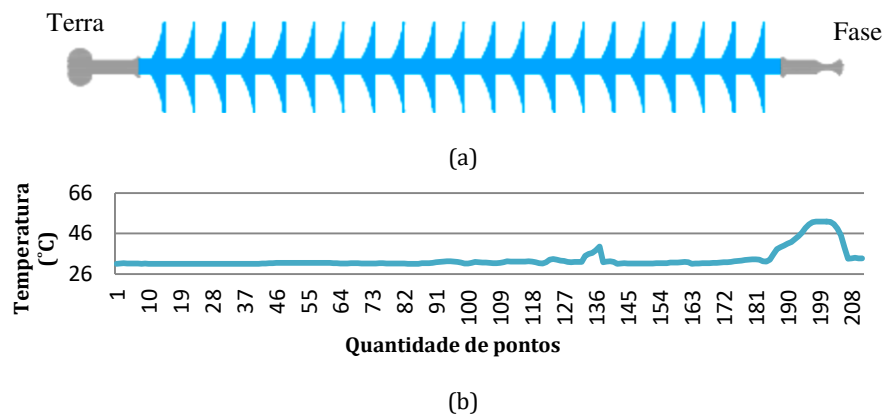 Terra
Fase
(a)
Temperatura
(°C)
66
46
26
1 10 19 28 37 46 55 64 73 82 91 100 109 118 127 136 145 154 163 172 181 190 199 208
Quantidade de pontos
(b)